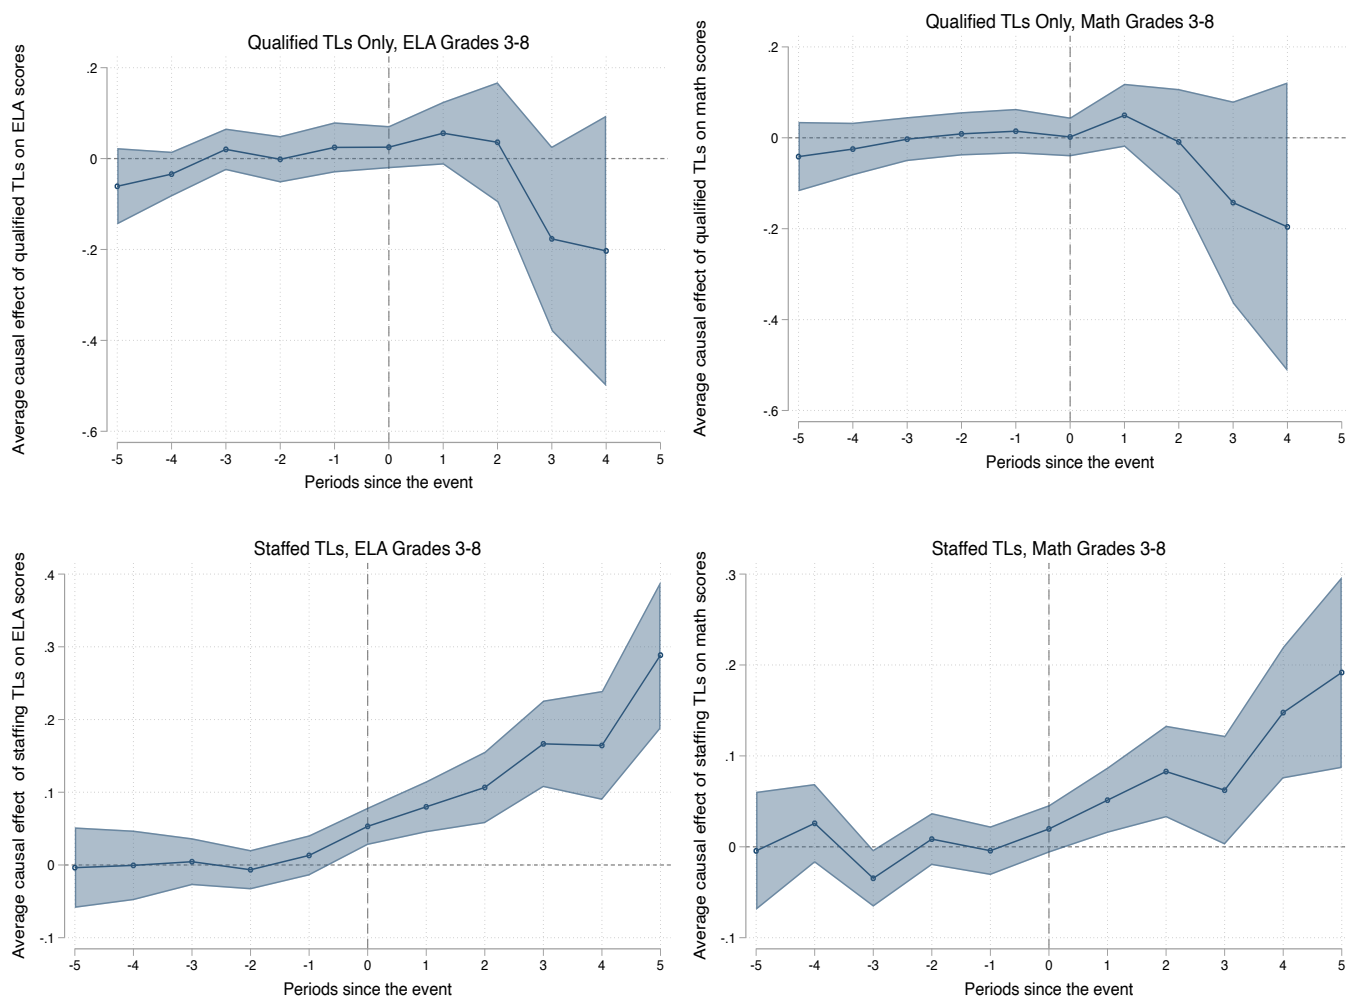 Qualified TLs Only, ELA Grades 3-8
Average causal effect of qualified TLs on ELA scores
.2
0
-.2
-.4
-.6
-5 -4 -3 -2 -1 0 1 2 3 4 5
Periods since the event
Qualified TLs Only, Math Grades 3-8
Average causal effect of qualified TLs on math scores
.2
0
-.2
-.4
-.6
-5 -4 -3 -2 -1 0 1 2 3 4 5
Periods since the event
Staffed TLs, ELA Grades 3-8
Average causal effect of staffing TLs on ELA scores
.4
.3
.2
.1
0
-.1
-5 -4 -3 -2 -1 0 1 2 3 4 5
Periods since the event
Staffed TLs, Math Grades 3-8
Average causal effect of staffing TLs on math scores
.3
.2
.1
0
-.1
-5 -4 -3 -2 -1 0 1 2 3 4 5
Periods since the event